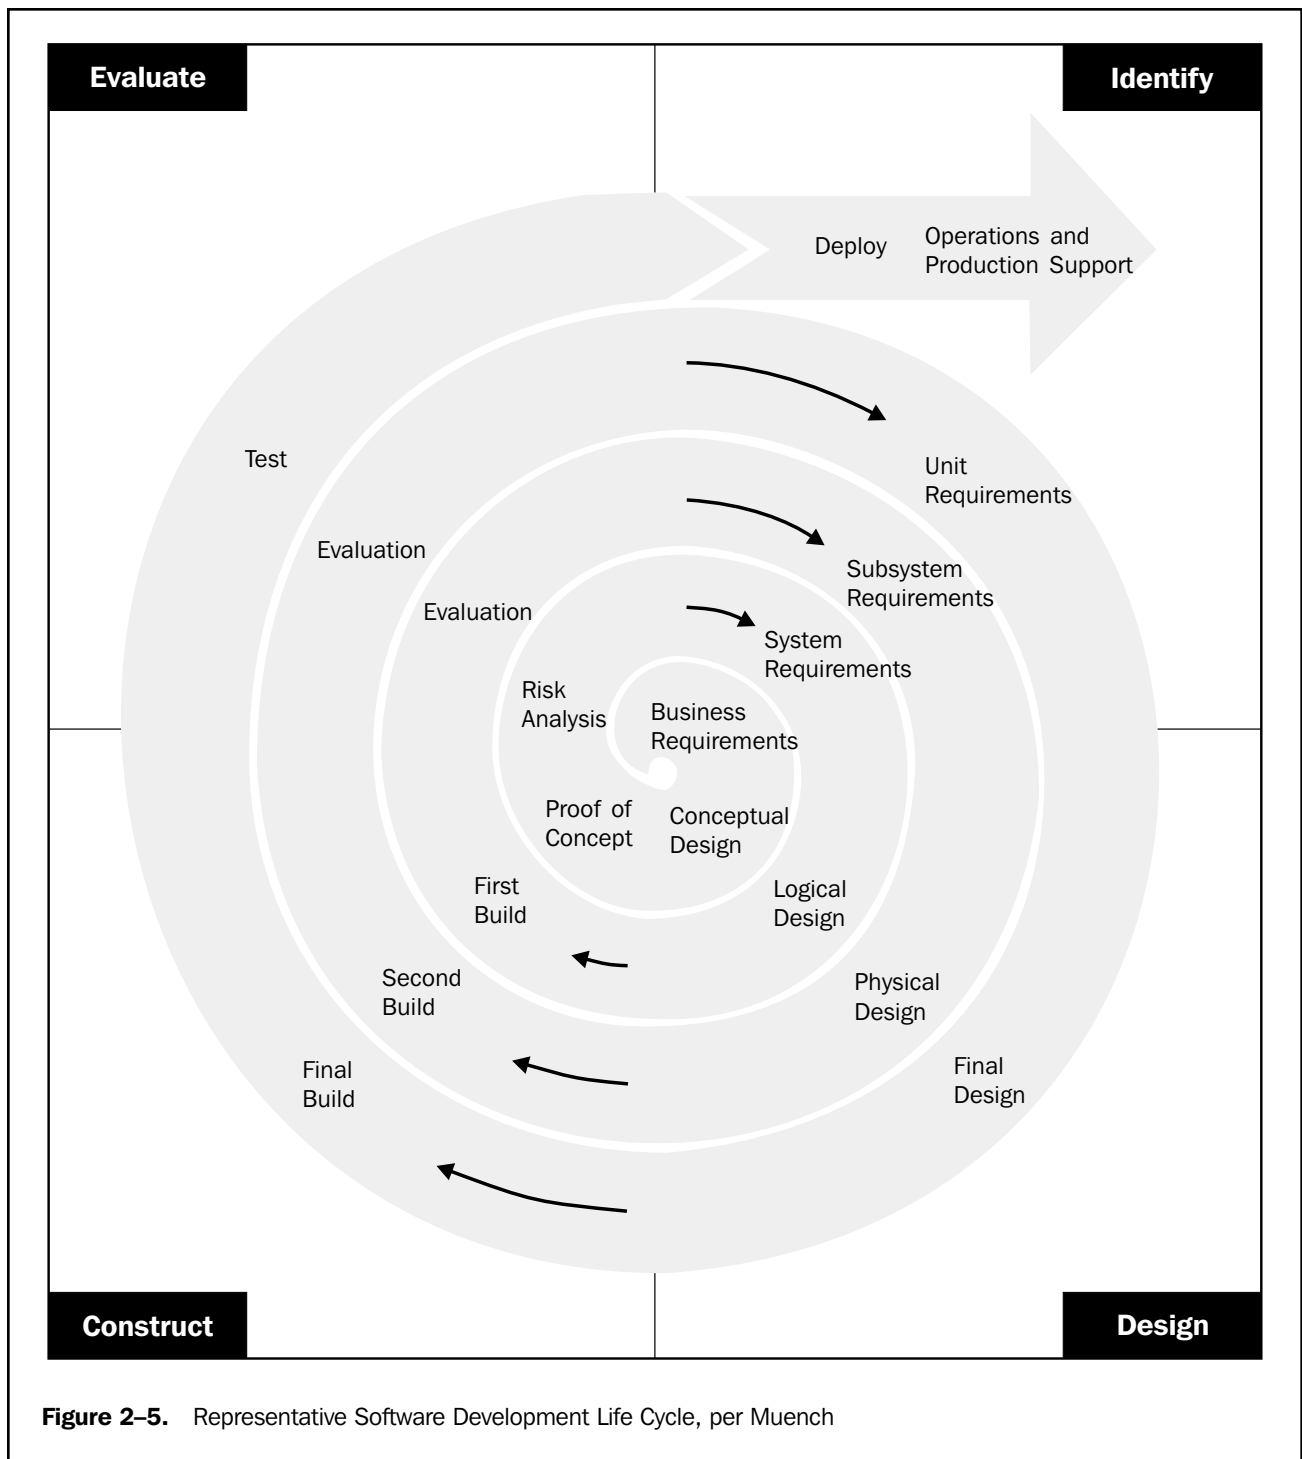 Evaluate
Identify
Deploy
Operations and
Production Support
Test
Unit
Requirements
Evaluation
Subsystem
Requirements
Evaluation
System
Requirements
Risk
Analysis
Business
Requirements
Proof of
Concept
Conceptual
Design
First
Build
Logical
Design
Second
Build
Physical
Design
Final
Build
Final
Design
Construct
Design
Figure 2–5. Representative Software Development Life Cycle, per Muench